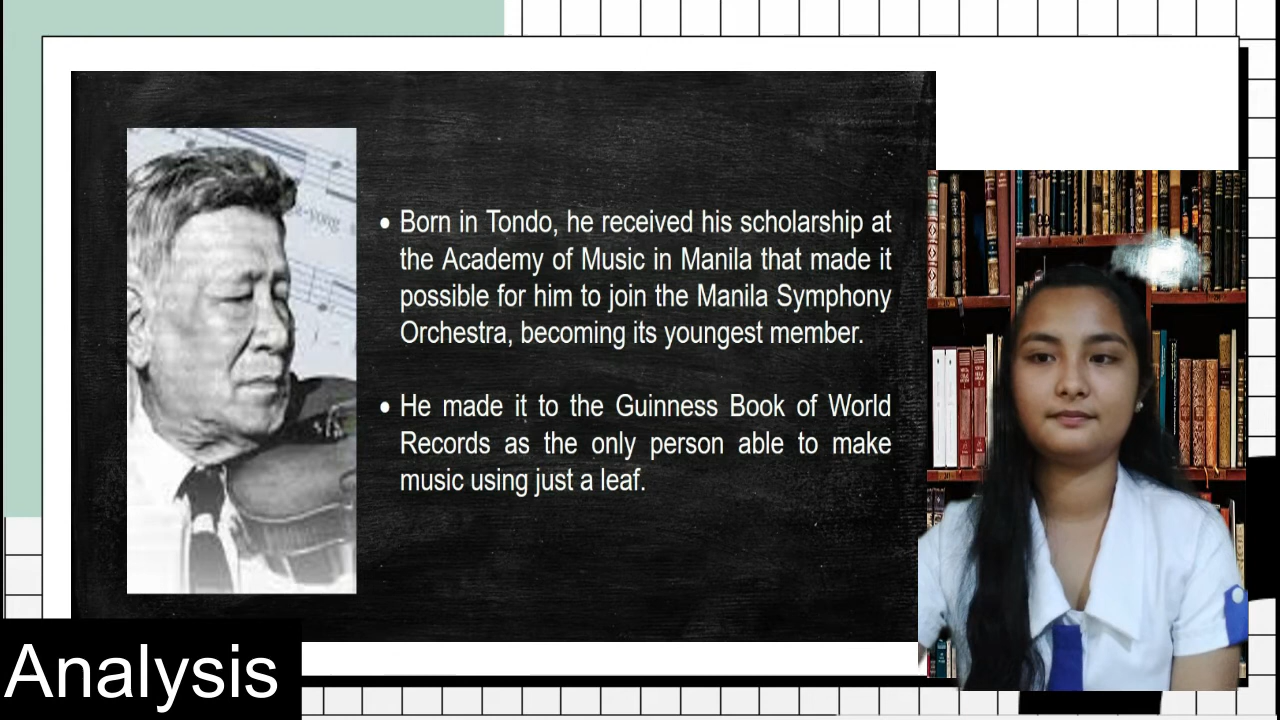 • Born in Tondo, he received his scholarship at
the Academy of Music in Manila that made it
possible for him to join the Manila Symphony
Orchestra, becoming its youngest member.
• He made it to the Guinness Book of World
Records as the only person able to make
music using just a leaf.
Analysis